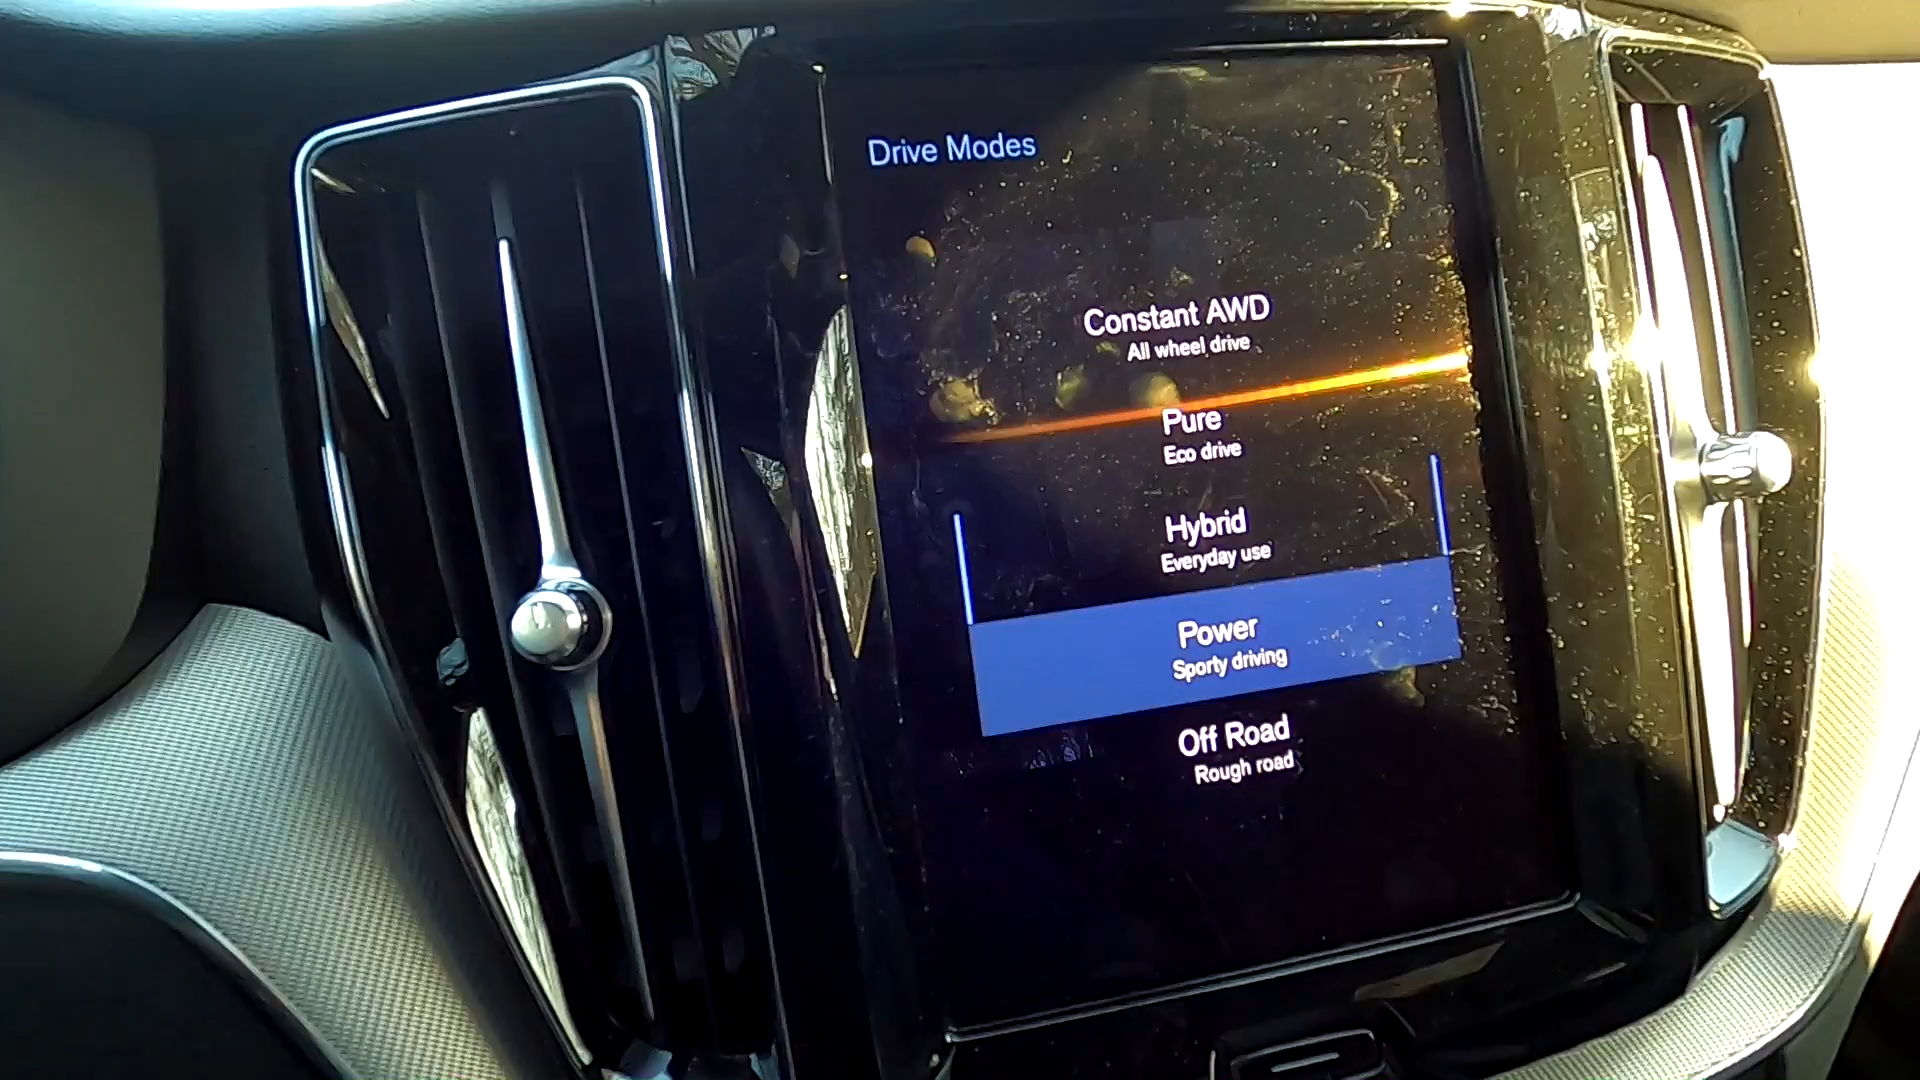 Drive Modes
Constant AWD
All wheel drive
Pure
Eco drive
Hybrid
Everyday use
Power
Sporty driving
Off Road
Rough road